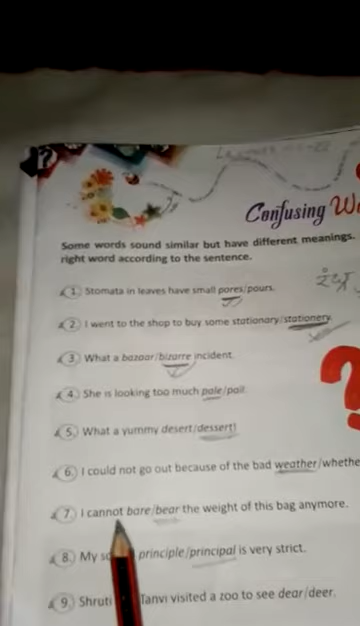 Confusing
Some words sound similar but have different meanings.
right word according to the sentence.
1. Stomata in leaves have small pores/pours.
2. I went to the shop to buy some stationary/stationery.
3. What a bazaar/bizarre incident.
4. She is looking too much pale/pail.
5. What a yummy desert/dessert!
6. I could not go out because of the bad weather/whethe
7. I cannot bare/bear the weight of this bag anymore.
8. My principle/principal is very strict.
9. Shruti Tanvi visited a zoo to see dear/deer.